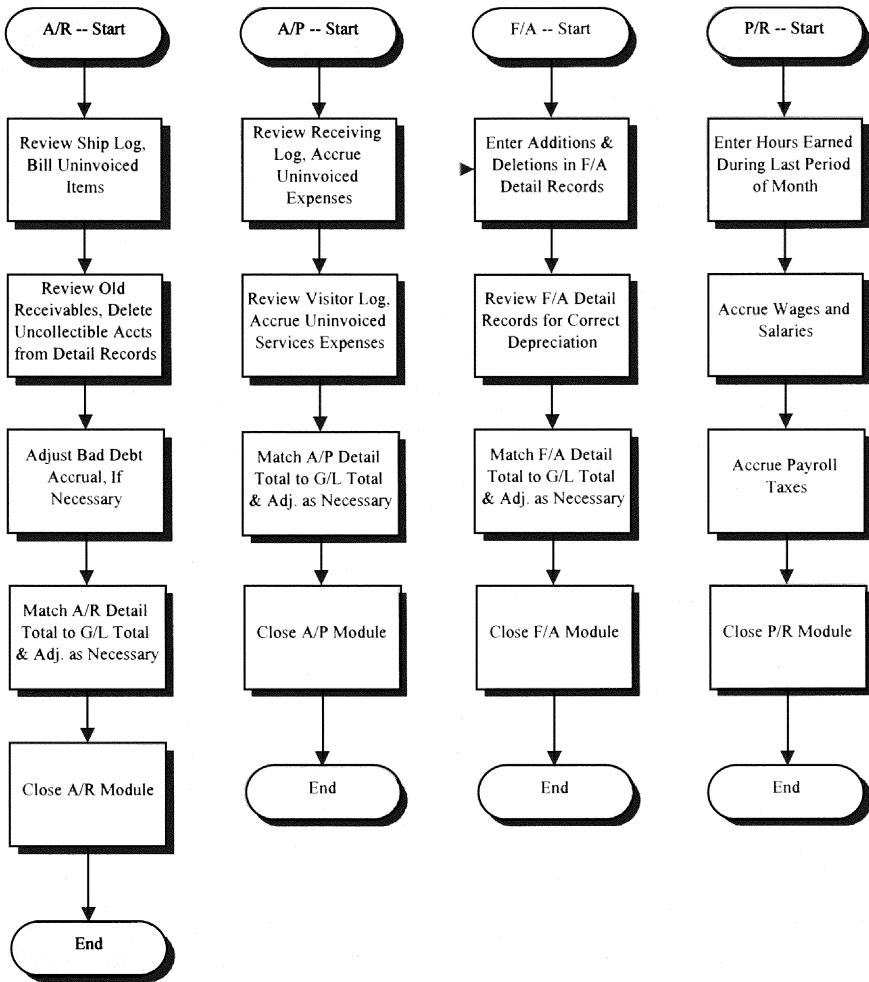 A/R -- Start
Review Ship Log,
Bill Uninvoiced
Items
Review Old
Receivables, Delete
Uncollectible Accts
from Detail Records
Adjust Bad Debt
Accrual, If
Necessary
Match A/R Detail
Total to G/L Total
& Adj. as Necessary
Close A/R Module
End
A/P -- Start
Review Receiving
Log, Accrue
Uninvoiced
Expenses
Review Visitor Log,
Accrue Uninvoiced
Services Expenses
Match A/P Detail
Total to G/L Total
& Adj. as Necessary
Close A/P Module
End
F/A -- Start
Enter Additions &
Deletions in F/A
Detail Records
Review F/A Detail
Records for Correct
Depreciation
Match F/A Detail
Total to G/L Total
& Adj. as Necessary
Close F/A Module
End
P/R -- Start
Enter Hours Earned
During Last Period
of Month
Accrue Wages and
Salaries
Accrue Payroll
Taxes
Close P/R Module
End